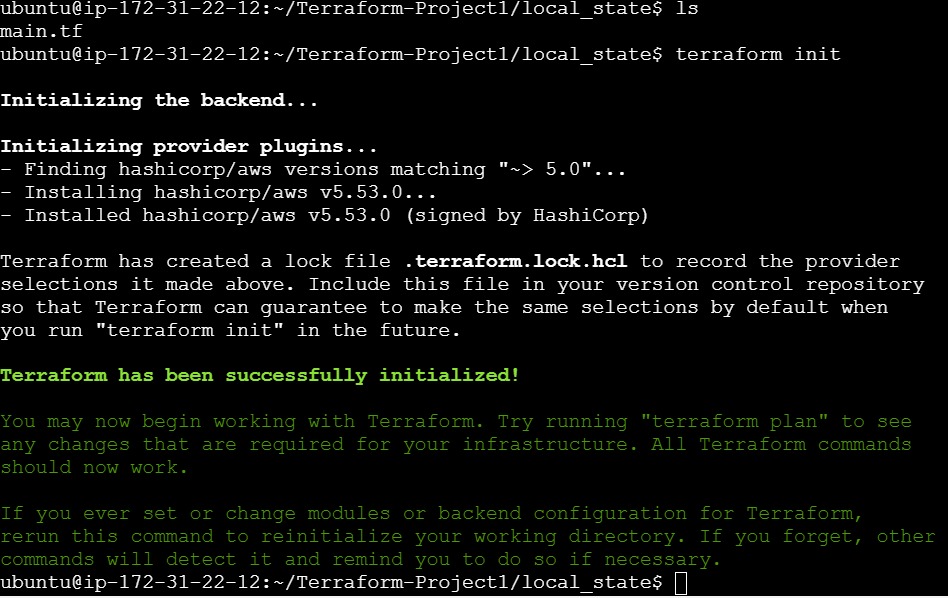 ubuntu@ip-172-31-22-12:~/Terraform-Project1/local_state$ ls
main.tf
ubuntu@ip-172-31-22-12:~/Terraform-Project1/local_state$ terraform init
Initializing the backend...
Initializing provider plugins...
- Finding hashicorp/aws versions matching "~> 5.0"...
- Installing hashicorp/aws v5.53.0...
- Installed hashicorp/aws v5.53.0 (signed by HashiCorp)
Terraform has created a lock file .terraform.lock.hcl to record the provider
selections it made above. Include this file in your version control repository
so that Terraform can guarantee to make the same selections by default when
you run "terraform init" in the future.
Terraform has been successfully initialized!
You may now begin working with Terraform. Try running "terraform plan" to see
any changes that are required for your infrastructure. All Terraform commands
should now work.
If you ever set or change modules or backend configuration for Terraform,
rerun this command to reinitialize your working directory. If you forget, other
commands will detect it and remind you to do so if necessary.
ubuntu@ip-172-31-22-12:~/Terraform-Project1/local_state$